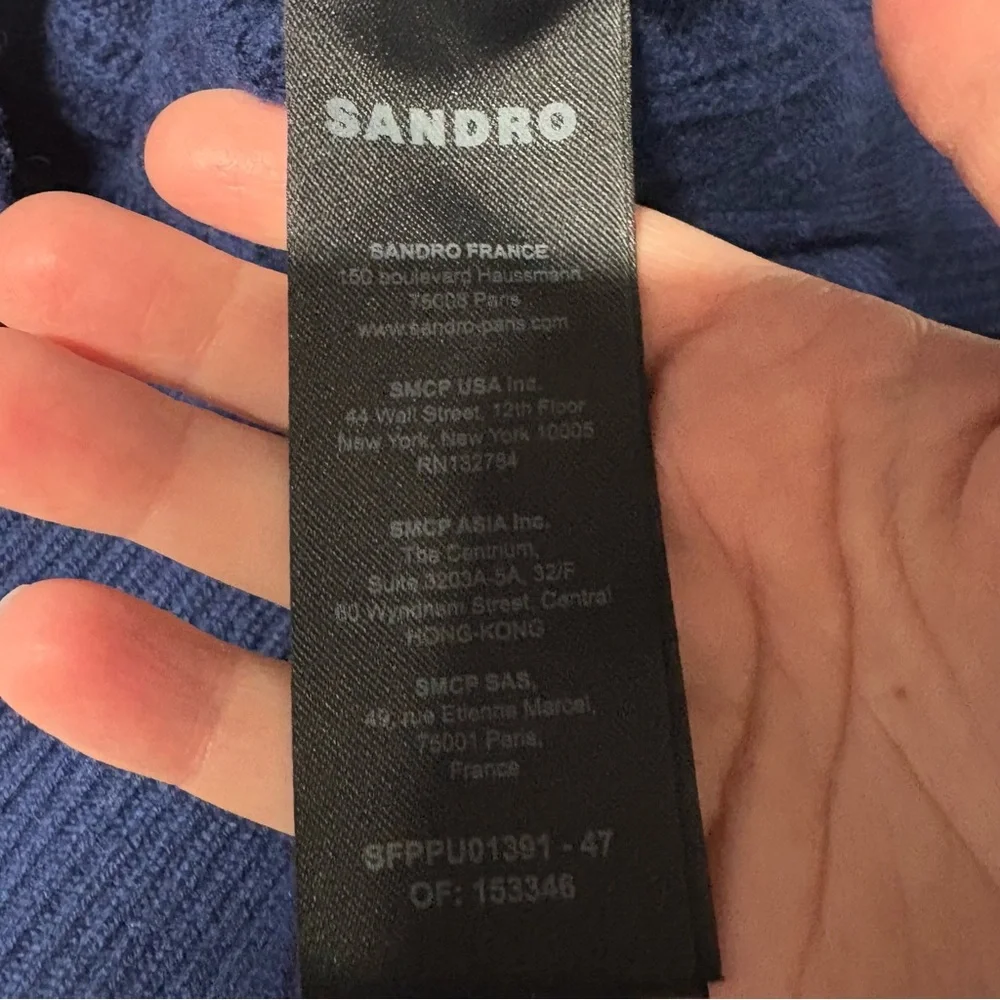 SANDRO
SANDRO FRANCE
150 boulevard Haussmann
75008 Paris
www.sandro-paris.com
SMCP USA Inc.
44 Wall Street, 12th Floor
New York, New York 10005
RN132784
SMCP ASIA Inc.
The Centrium,
Suite 3203A-5A, 32/F
60 Wyndham Street, Central
HONG-KONG
SMCP SAS,
49, rue Etienne Marcel,
75001 Paris,
France
SFPPU01391 - 47
OF: 153346